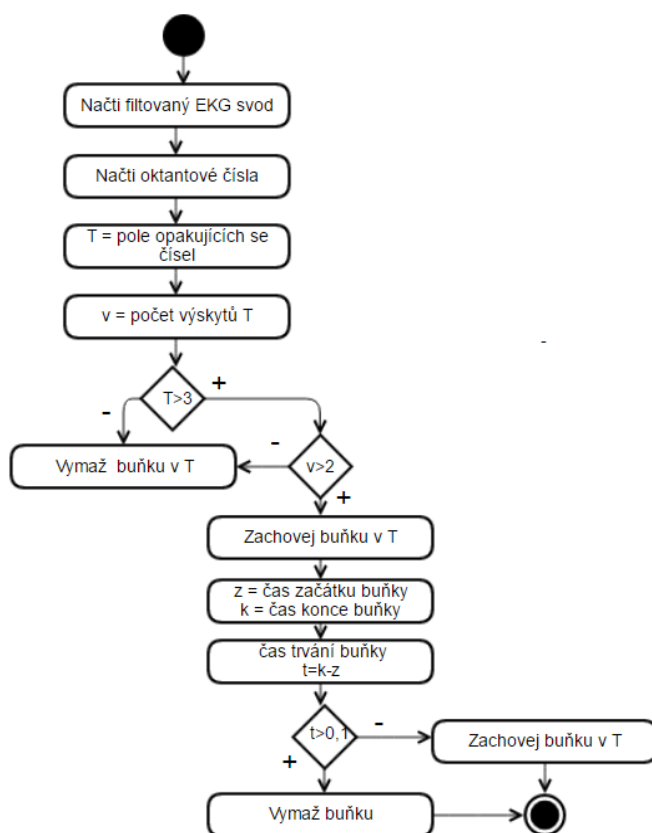 Načti filtovaný EKG svod
Načti oktantové čísla
T = pole opakujících se
čísel
v = počet výskytů T
-
T>3
+
-
Vymaž buňku v T
-
v>2
+
Zachovej buňku v T
z = čas začátku buňky
k = čas konce buňky
čas trvání buňky
t=k-z
t>0,1
-
+
Zachovej buňku v T
Vymaž buňku